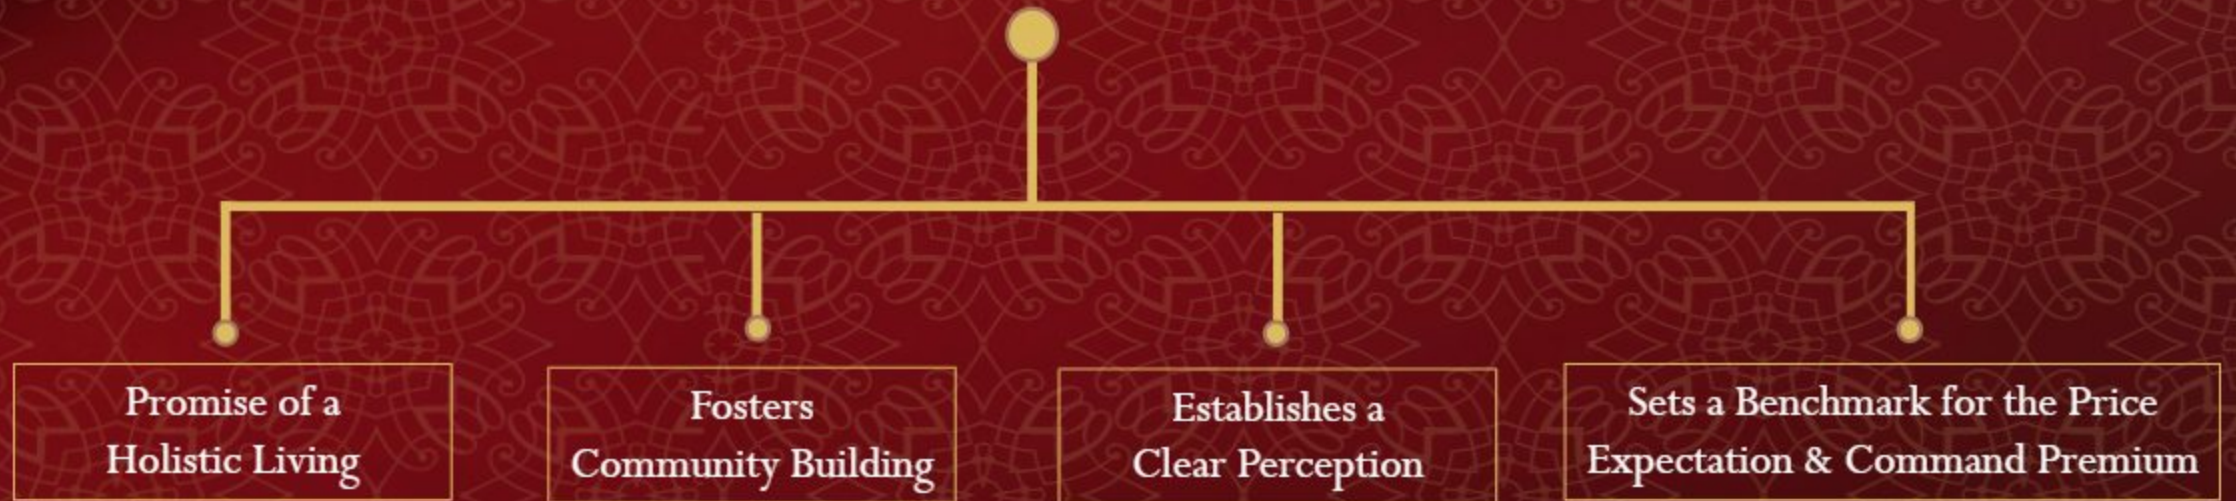 Promise of a
Holistic Living
Fosters
Community Building
Establishes a
Clear Perception
Sets a Benchmark for the Price
Expectation & Command Premium